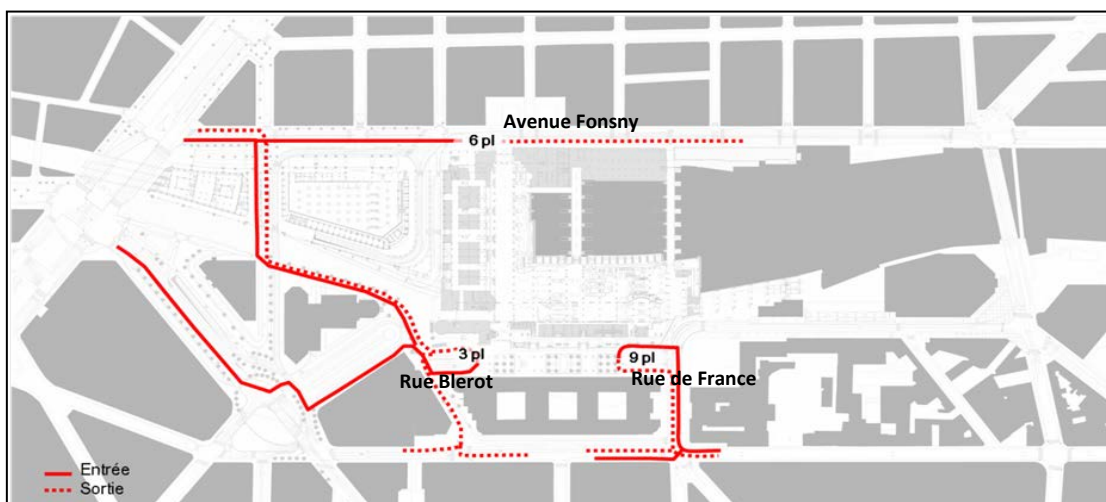 Avenue Fonsny
6 pl
3 pl
9 pl
Rue Blerot
Rue de France
Entrée
Sortie